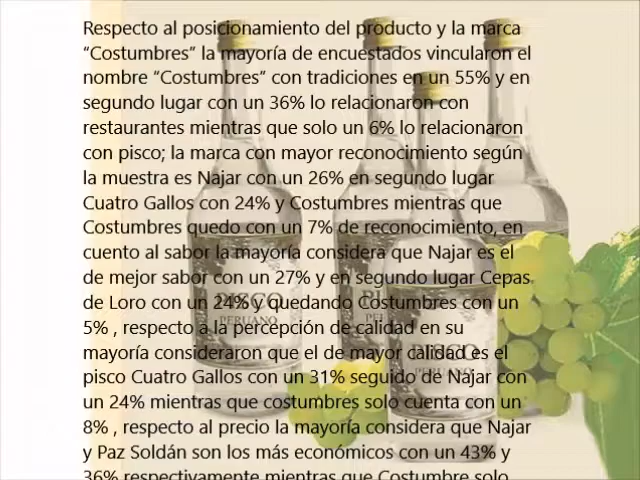 Respecto al posicionamiento del producto y la marca
“Costumbres” la mayoría de encuestados vincularon el
nombre “Costumbres” con tradiciones en un 55% y en
segundo lugar con un 36% lo relacionaron con
restaurantes mientras que solo un 6% lo relacionaron
con pisco; la marca con mayor reconocimiento según
la muestra es Najar con un 26% en segundo lugar
Cuatro Gallos con 24% y Costumbres mientras que
Costumbres quedo con un 7% de reconocimiento, en
cuento al sabor la mayoría considera que Najar es el
de mejor sabor con un 27% y en segundo lugar Cepas
de Loro con un 24% y quedando Costumbres con un
5% , respecto a la percepción de calidad en su
mayoría consideraron que el de mayor calidad es el
pisco Cuatro Gallos con un 31% seguido de Najar con
un 24% mientras que costumbres solo cuenta con un
8% , respecto al precio la mayoría considera que Najar
y Paz Soldán son los más económicos con un 43% y
36% respectivamente mientras que Costumbre solo
PISCO
PERUANO
PISCO
PERUANO